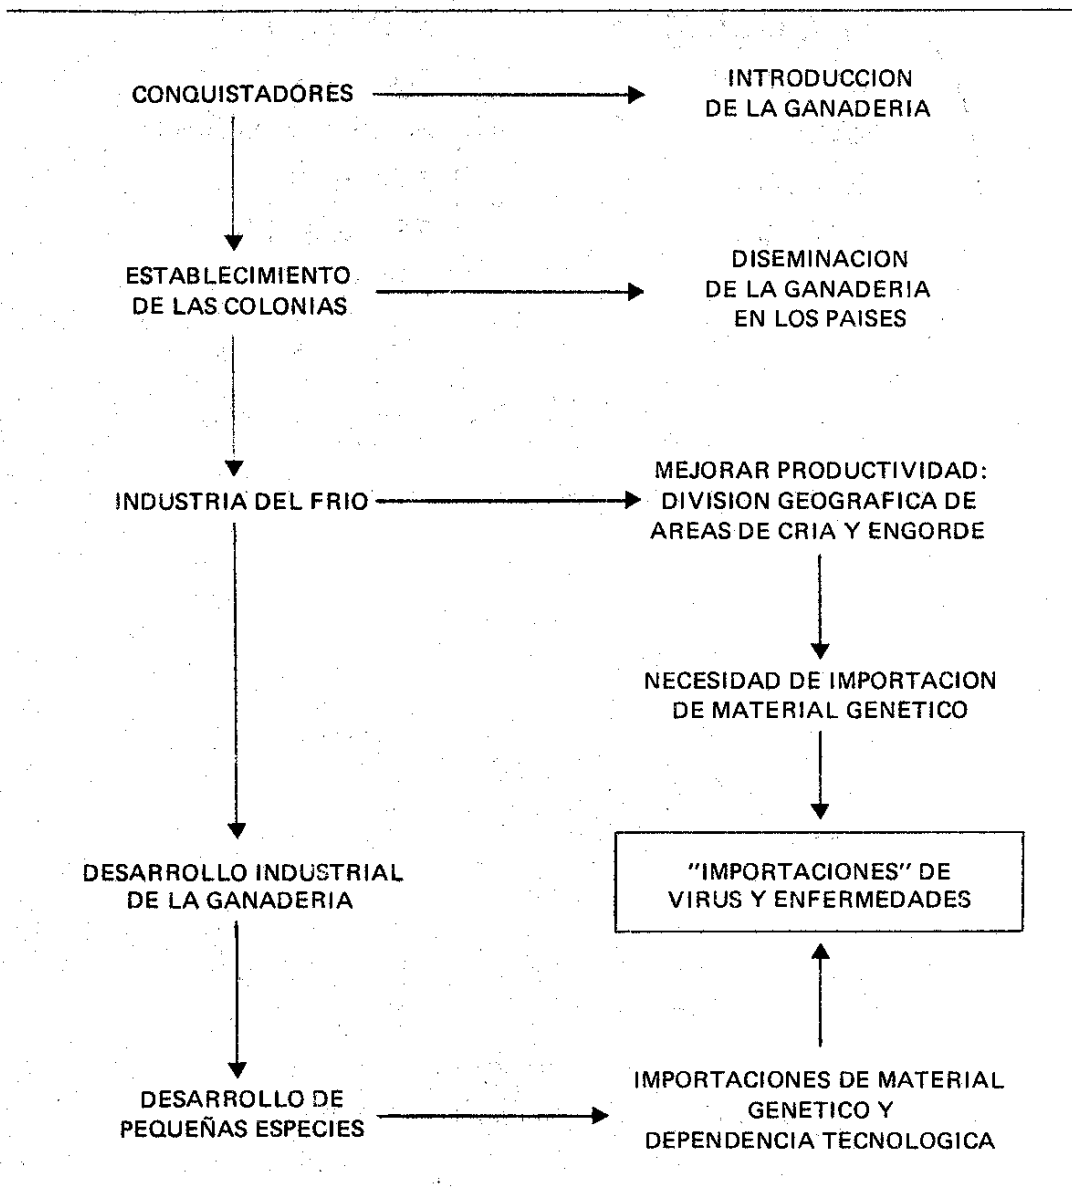 CONQUISTADORES
INTRODUCCION
DE LA GANADERIA
ESTABLECIMIENTO
DE LAS COLONIAS
DISEMINACION
DE LA GANADERIA
EN LOS PAISES
INDUSTRIA DEL FRIO
MEJORAR PRODUCTIVIDAD:
DIVISION GEOGRAFICA DE
AREAS DE CRIA Y ENGORDE
NECESIDAD DE IMPORTACION
DE MATERIAL GENETICO
DESARROLLO INDUSTRIAL
DE LA GANADERIA
"IMPORTACIONES" DE
VIRUS Y ENFERMEDADES
DESARROLLO DE
PEQUEÑAS ESPECIES
IMPORTACIONES DE MATERIAL
GENETICO Y
DEPENDENCIA TECNOLOGICA